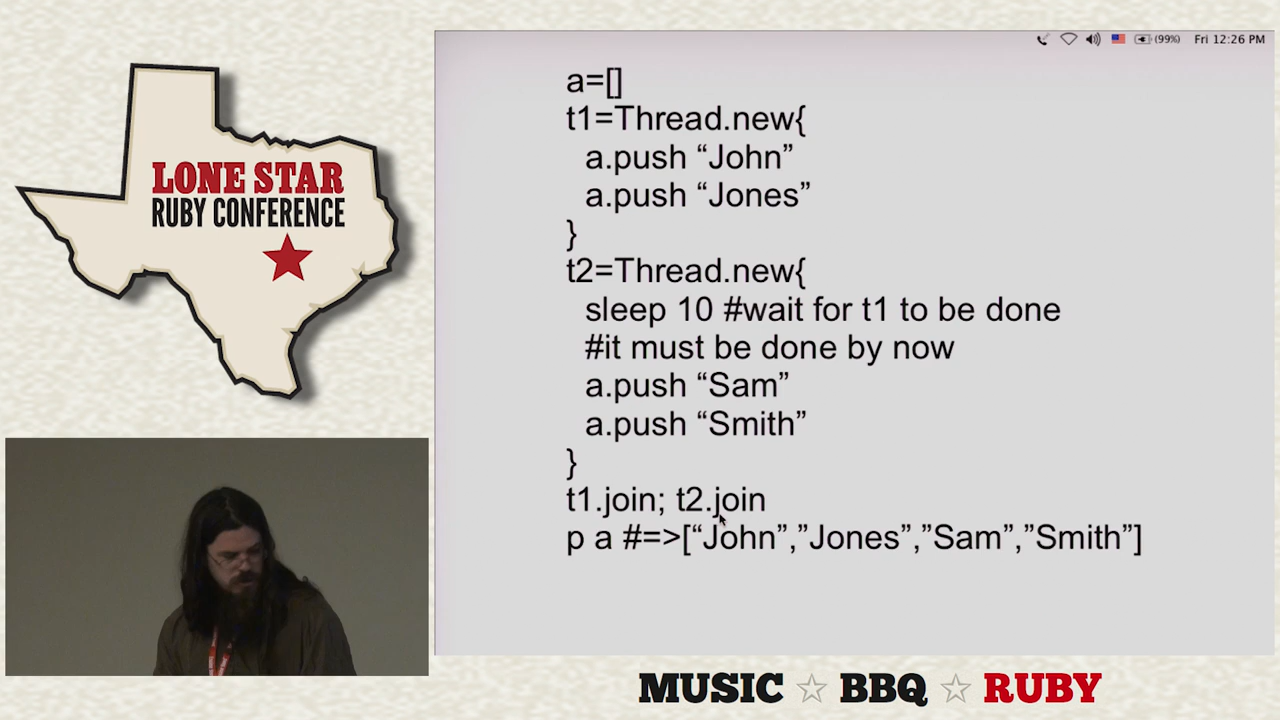 LONE STAR
RUBY CONFERENCE
(99%) Fri 12:26 PM
a=[]
t1=Thread.new{
a.push “John”
a.push “Jones”
}
t2=Thread.new{
sleep 10 #wait for t1 to be done
#it must be done by now
a.push “Sam”
a.push “Smith”
}
t1.join; t2.join
p a #=>[“John”,”Jones”,”Sam”,”Smith”]
MUSIC ☆ BBQ ☆ RUBY